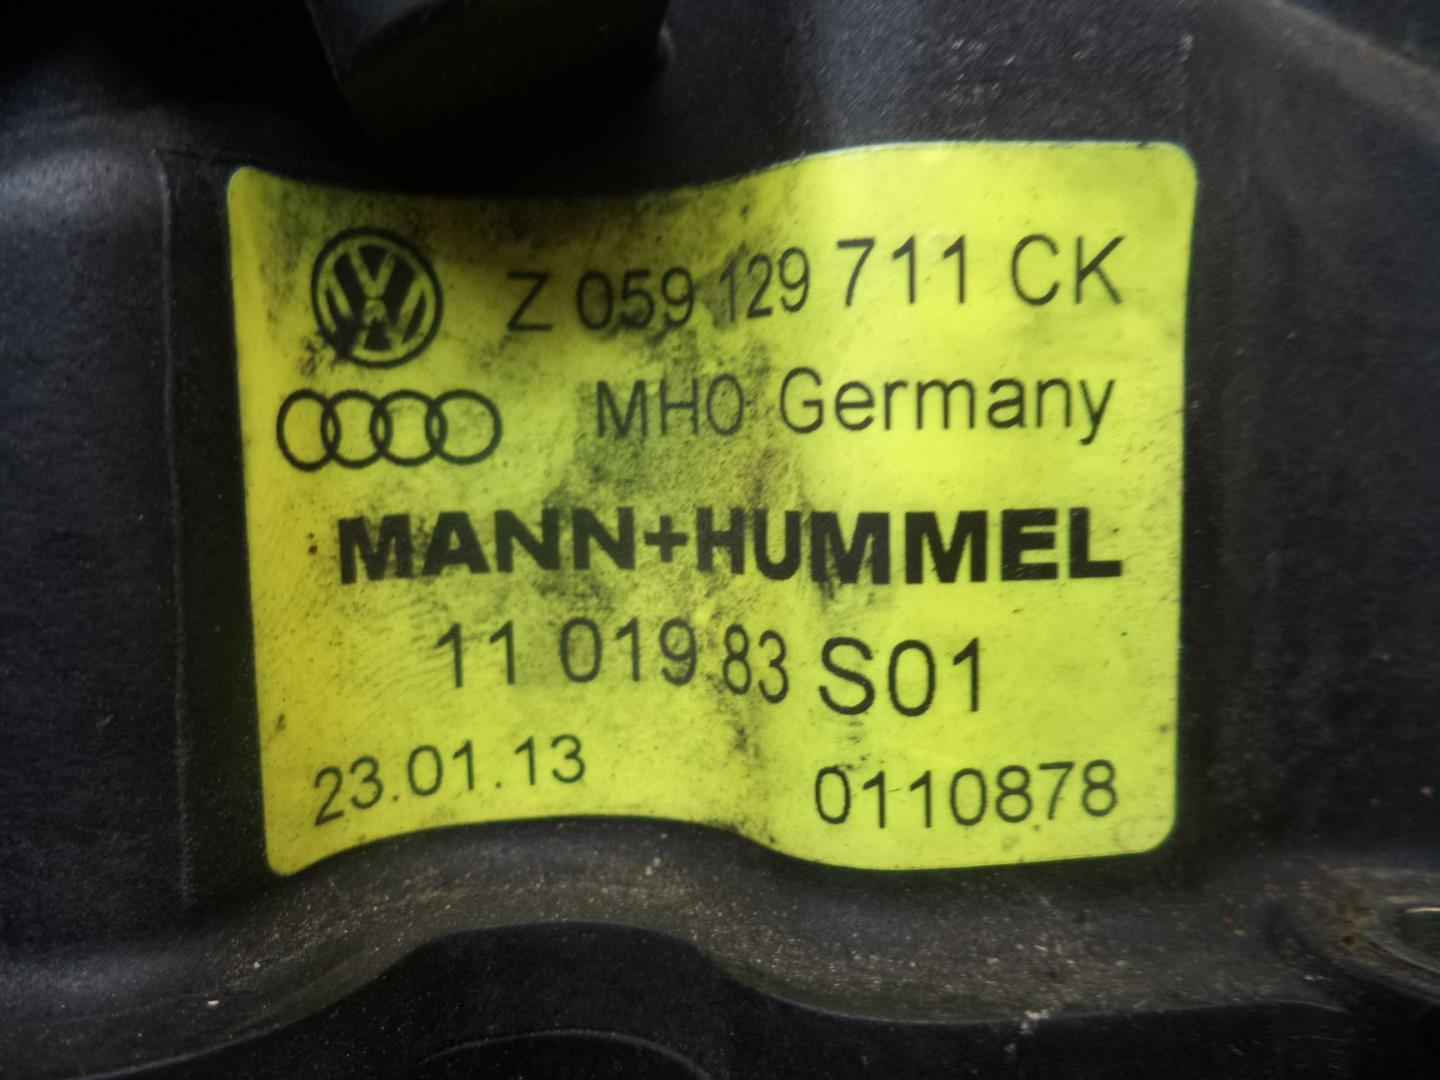 Z 059 129 711 CK
MH0 Germany
MANN+HUMMEL
11 019 83 S01
23.01.13 0110878